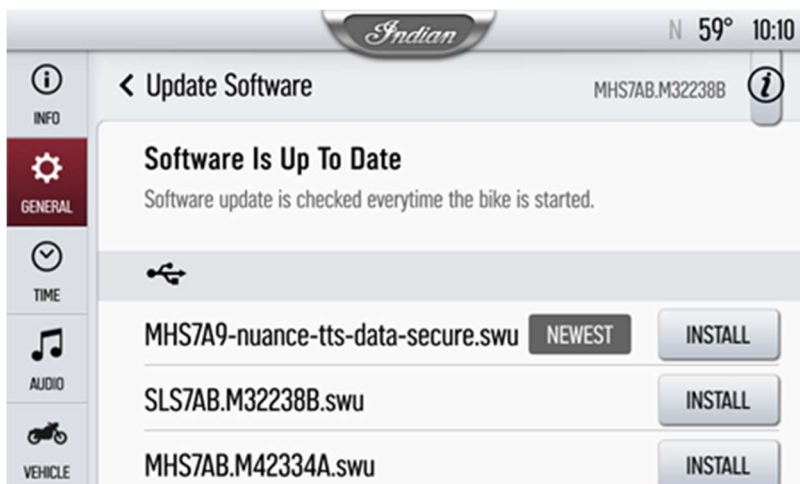 Indian
N 59° 10:10
INFO
Update Software MHS7AB.M32238B
GENERAL
Software Is Up To Date
Software update is checked everytime the bike is started.
TIME
MHS7A9-nuance-tts-data-secure.swu NEWEST INSTALL
AUDIO
SLS7AB.M32238B.swu INSTALL
VEHICLE
MHS7AB.M42334A.swu INSTALL